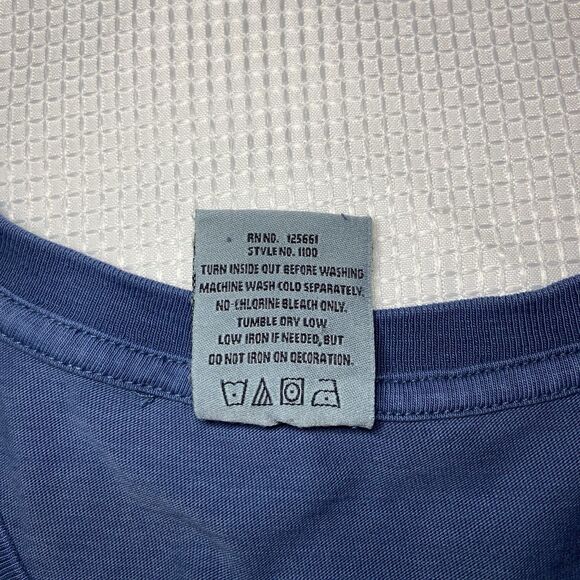 RN NO. 125661
STYLE NO. 1100
TURN INSIDE OUT BEFORE WASHING
MACHINE WASH COLD SEPARATELY.
NO-CHLORINE BLEACH ONLY.
TUMBLE DRY LOW
LOW IRON IF NEEDED, BUT
DO NOT IRON ON DECORATION.